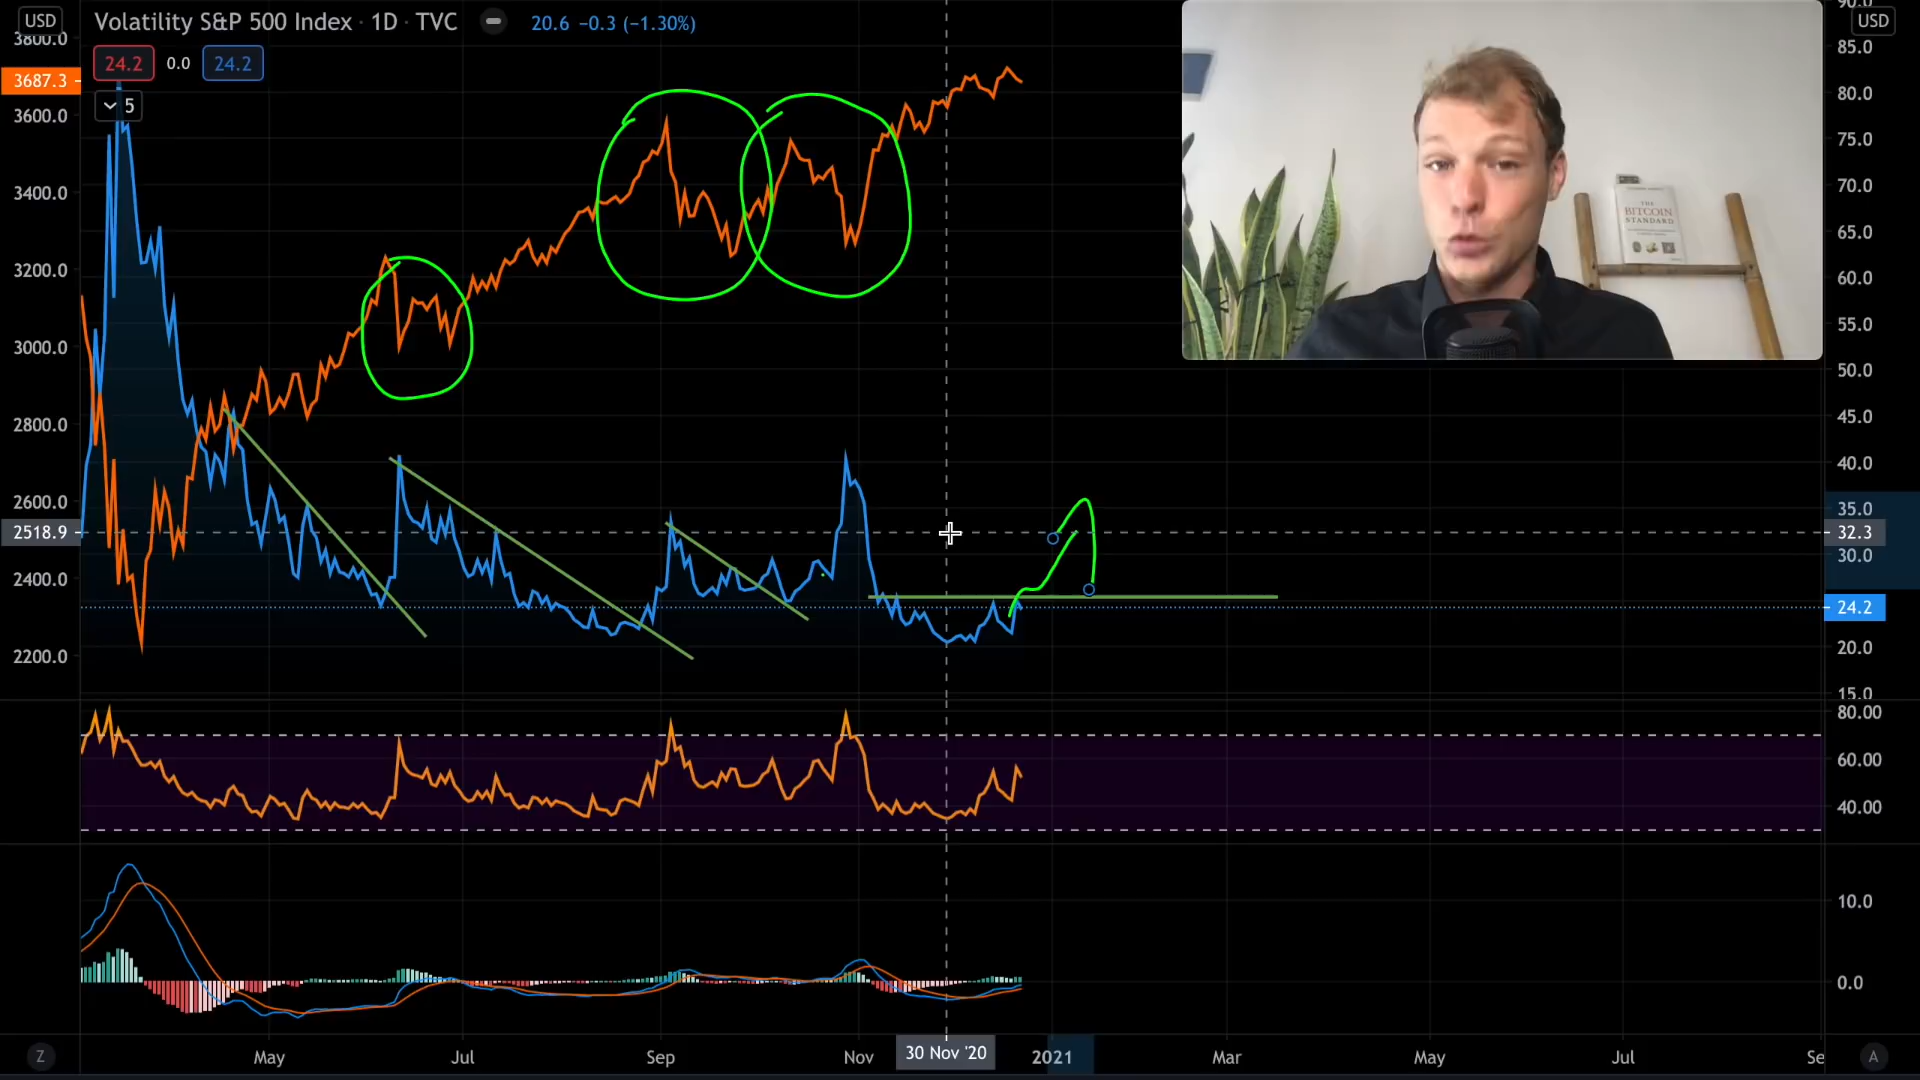 USD
Volatility S&P 500 Index · 1D · TVC
20.6 −0.3 (−1.30%)
24.2 0.0 24.2
5
3800.0
3687.3
3600.0
3400.0
3200.0
3000.0
2800.0
2600.0
2518.9
2400.0
2200.0
90.0
USD
85.0
80.0
75.0
70.0
65.0
60.0
55.0
50.0
45.0
40.0
35.0
32.3
30.0
24.2
20.0
15.0
80.00
60.00
40.00
10.0
0.0
THE
BITCOIN
STANDARD
Z
May
Jul
Sep
Nov
30 Nov '20
2021
Mar
May
Jul
Se
A